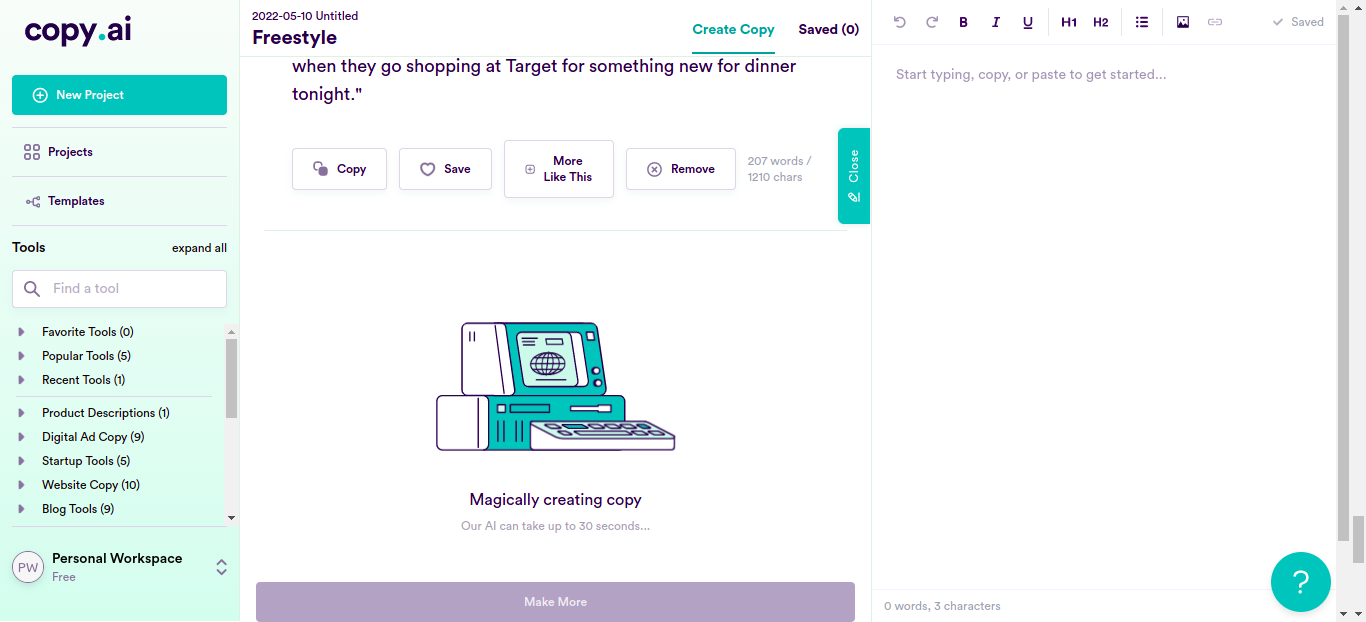 copy.ai
New Project
Projects
Templates
Tools
expand all
Find a tool
Favorite Tools (0)
Popular Tools (5)
Recent Tools (1)
Product Descriptions (1)
Digital Ad Copy (9)
Startup Tools (5)
Website Copy (10)
Blog Tools (9)
PW
Personal Workspace
Free
2022-05-10 Untitled
Freestyle
Create Copy
Saved (0)
when they go shopping at Target for something new for dinner
tonight."
Copy
Save
More
Like This
Remove
207 words /
1210 chars
Close
Magically creating copy
Our AI can take up to 30 seconds...
Make More
B
I
U
H1
H2
Saved
Start typing, copy, or paste to get started...
0 words, 3 characters
?